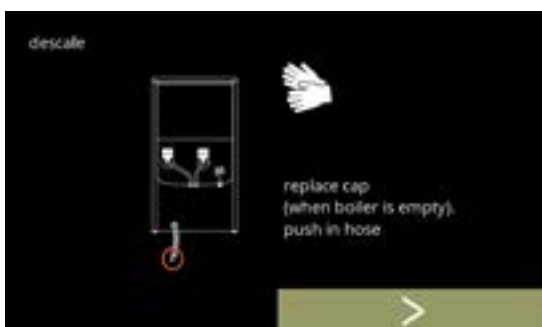 descale
replace cap
(when boiler is empty).
push in hose
>